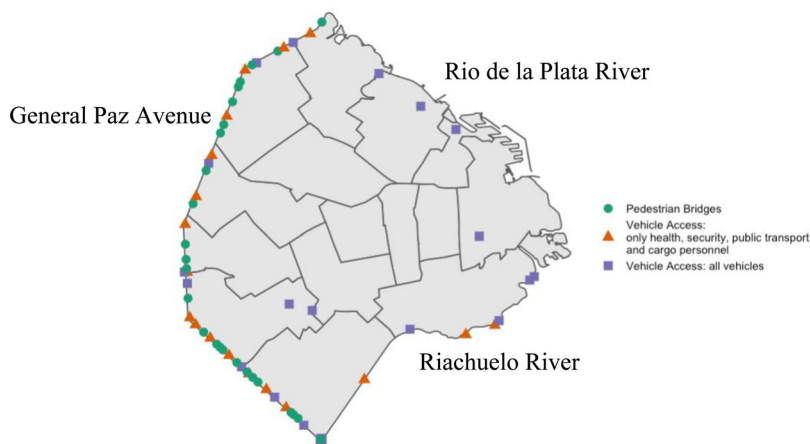 Rio de la Plata River
General Paz Avenue
Pedestrian Bridges
Vehicle Access:
only health, security, public transport
and cargo personnel
Vehicle Access: all vehicles
Riachuelo River